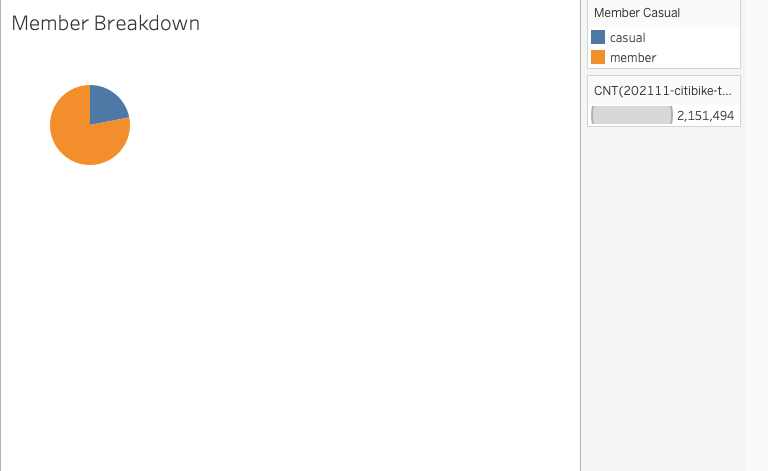 Member Breakdown
Member Casual
casual
member
CNT(202111-citibike-t...
2,151,494